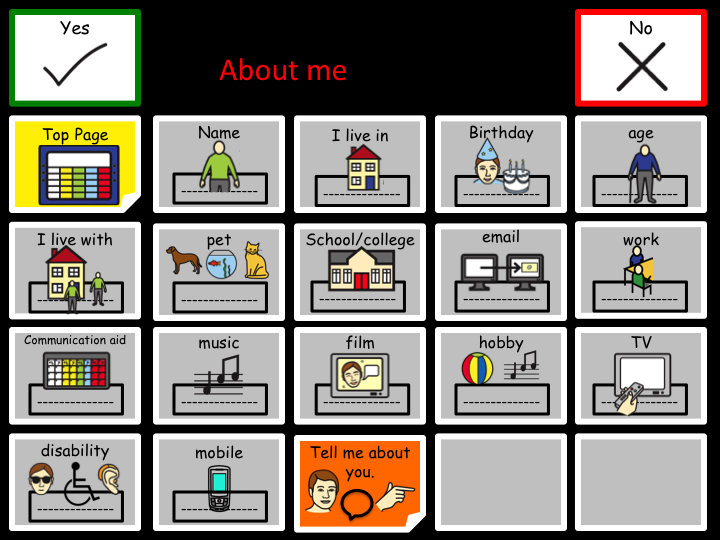 Yes
About me
No
Top Page
Name
I live in
Birthday
age
I live with
pet
School/college
email
work
Communication aid
music
film
hobby
TV
disability
mobile
Tell me about
you.